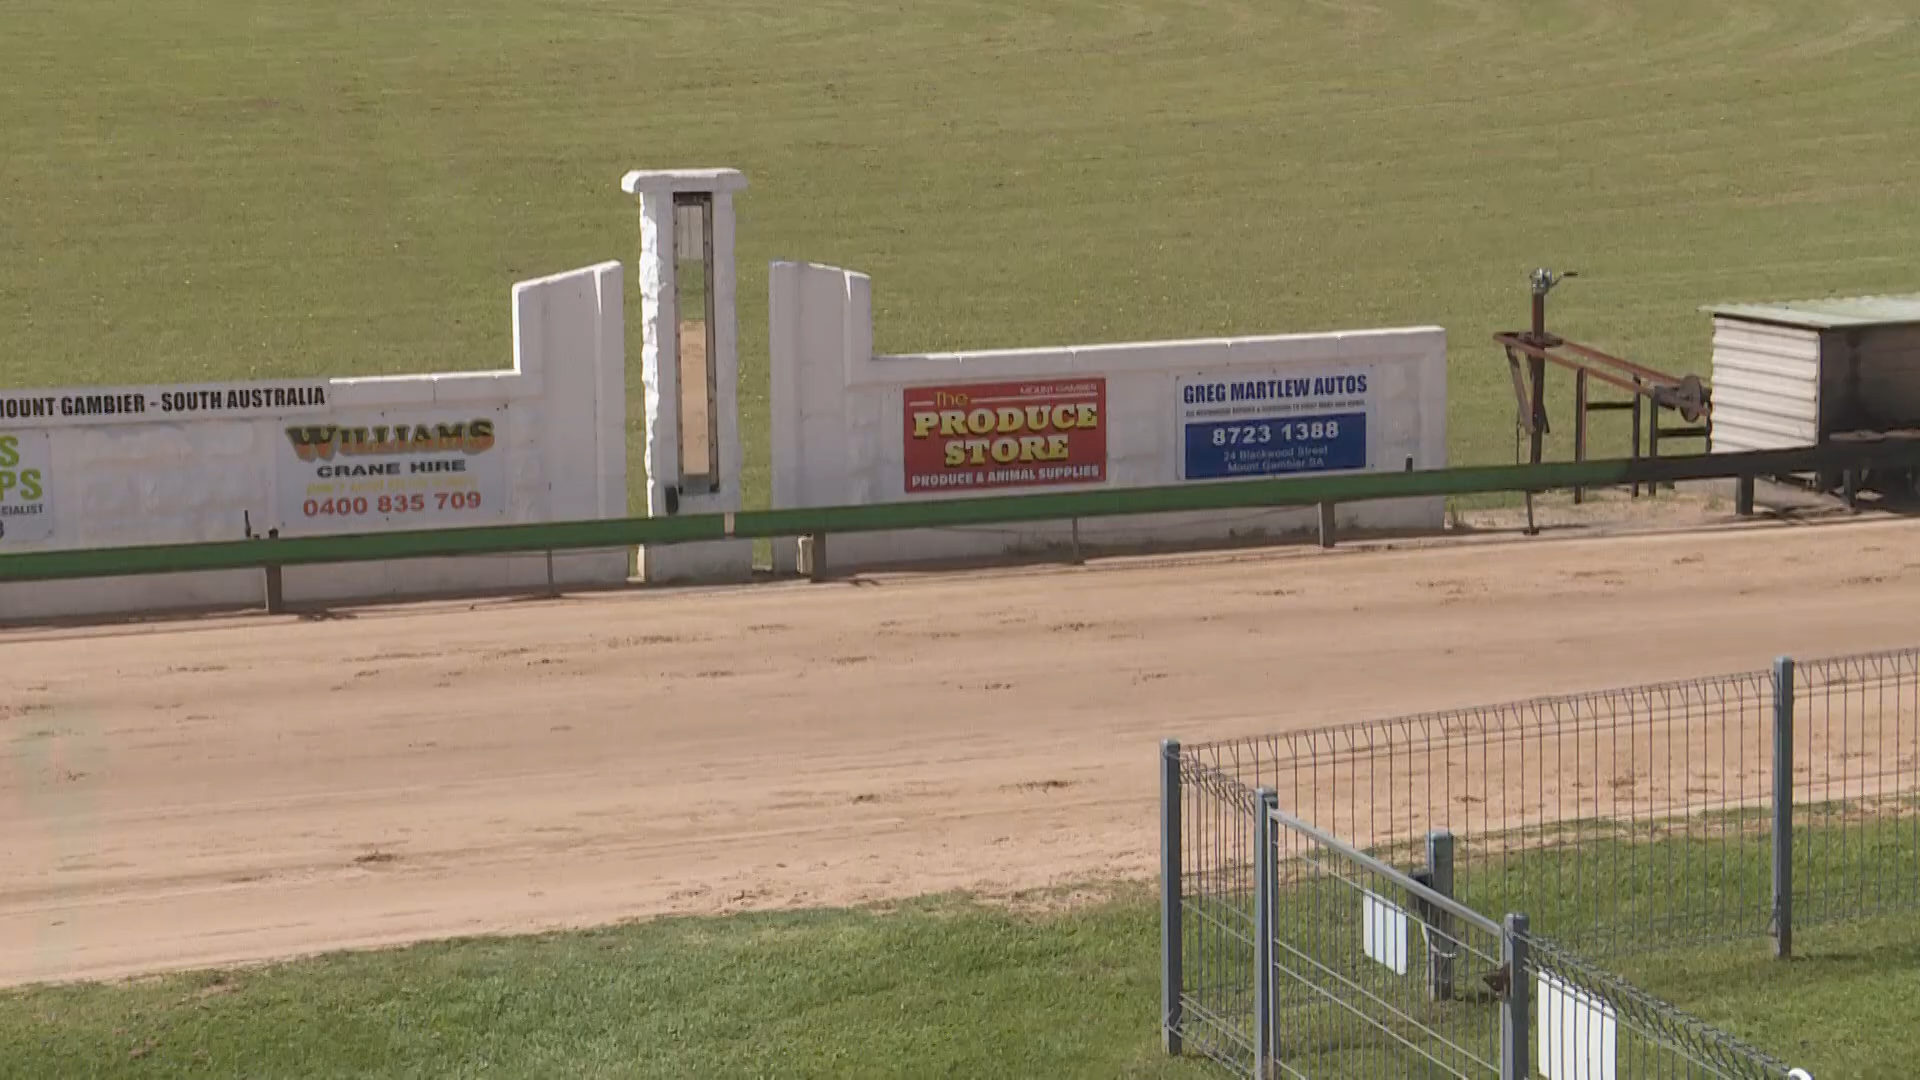 MOUNT GAMBIER - SOUTH AUSTRALIA
S
PS
CIALIST
WILLIAMS
CRANE HIRE
0400 835 709
MOUNT GAMBIER
The
PRODUCE
STORE
PRODUCE & ANIMAL SUPPLIES
GREG MARTLEW AUTOS
8723 1388
24 Blackwood Street
Mount Gambier SA